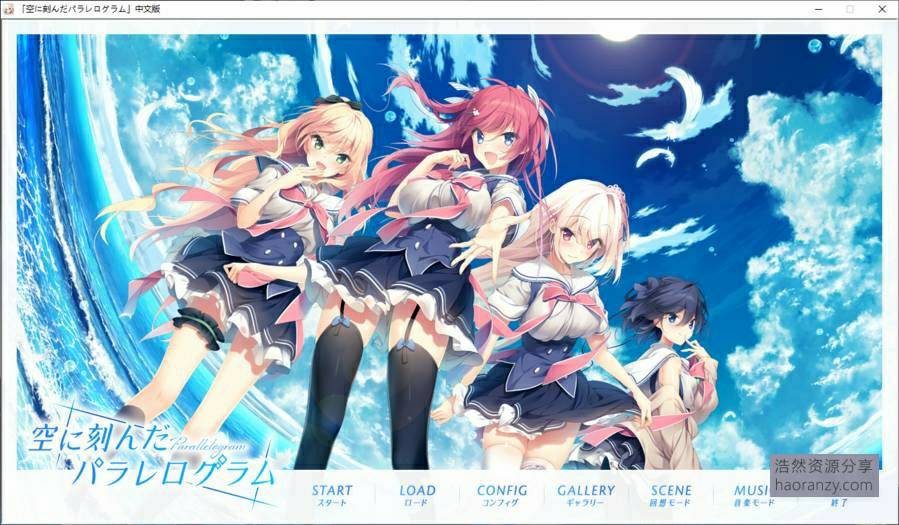 『空に刻んだパラレログラム』中文版
空に刻んだ
Parallelogram
パラレログラム
START LOAD CONFIG GALLERY SCENE MUSI
スタート ロード コンフィグ ギャラリー 回想モード 音楽モード 終了
浩然资源分享
haoranzy.com